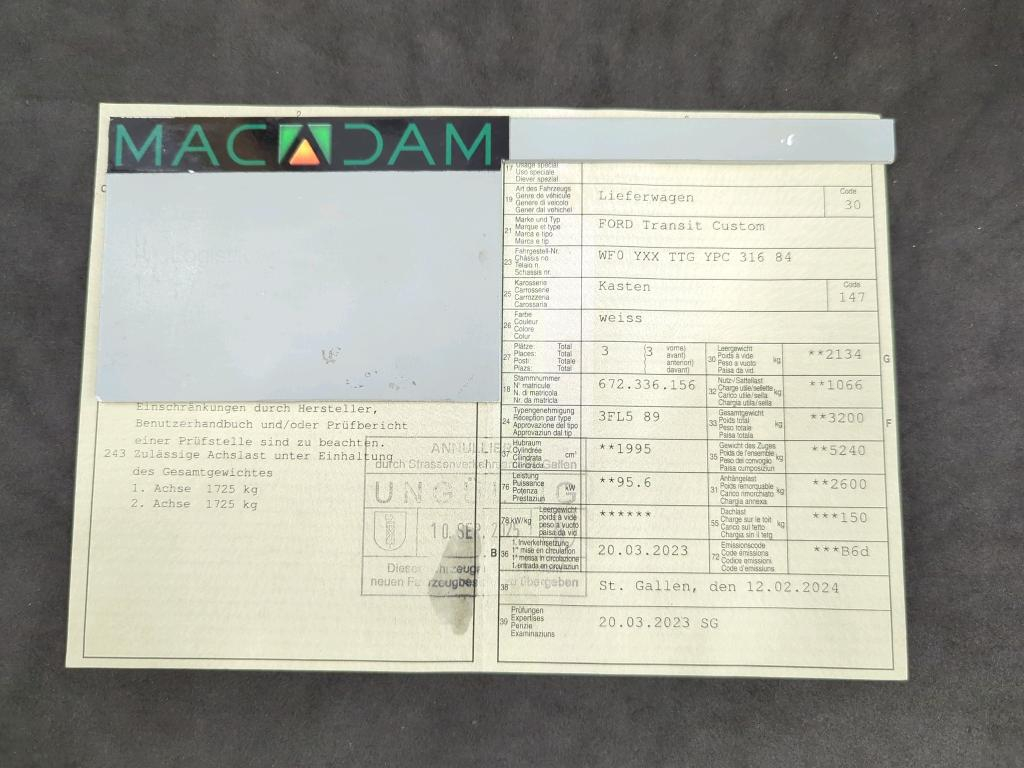 MACADAM
17 Usage spécial
Uso speciale
Diever spezial
19 Art des Fahrzeugs
Genre de véhicule
Genere di veicolo
Gener dal vehichel
Lieferwagen
Code
30
21 Marke und Typ
Marque et type
Marca e tipo
Marca e tip
FORD Transit Custom
23 Fahrgestell-Nr.
Châssis no
Telaio n.
Schassis nr.
WF0 YXX TTG YPC 316 84
25 Karosserie
Carrosserie
Carrozzeria
Carossaria
Kasten
Code
147
26 Farbe
Couleur
Colore
Colur
weiss
27 Plätze: Total
Places: Total
Posti: Totale
Plazs: Total
3 (3 vorne)
avant)
anteriori)
davant)
30 Leergewicht
Poids à vide
Peso a vuoto
Paisa da vid.
kg
**2134
G
18 Stammnummer
N° matricule
N. di matricola
Nr. da matricla
672.336.156
32 Nutz-/Sattellast
Charge utile/sellette
Carico utile/sella
Chargia utila/sella
kg
**1066
24 Typengenehmigung
Réception par type
Approvazione del tipo
Approvaziun dal tip
3FL5 89
33 Gesamtgewicht
Poids total
Peso totale
Paisa totala
kg
**3200
F
37 Hubraum
Cylindrée
Cilindrata
Cilindrada
cm³
**1995
35 Gewicht des Zuges
Poids de l'ensemble
Peso del convoglio
Paisa cumposiziun
kg
**5240
76 Leistung
Puissance
Potenza
Prestaziun
kW
**95.6
31 Anhängelast
Poids remorquable
Carico rimorchiato
Chargia annexa
kg
**2600
78 kW/kg
Leergewicht
poids à vide
peso a vuoto
paisa da vid
******
55 Dachlast
Charge sur le toit
Carico sul tetto
Chargia sin il tetg
kg
***150
B 36 1. Inverkehrsetzung
1re mise en circulation
1a messa in circolazione
1. entrada en circulaziun
20.03.2023
72 Emissionscode
Code émissions
Codice emissioni
Code d'emissiuns
***B6d
38
St. Gallen, den 12.02.2024
39 Prüfungen
Expertises
Perizie
Examinaziuns
20.03.2023 SG
Einschränkungen durch Hersteller,
Benutzerhandbuch und/oder Prüfbericht
einer Prüfstelle sind zu beachten.
243 Zulässige Achslast unter Einhaltung
des Gesamtgewichtes
1. Achse 1725 kg
2. Achse 1725 kg
ANNULLIER
durch Strassenverkehrsamt St. Gallen
UNGÜLTIG
10. SEP. 2025
Dieser Fahrzeug
neuen Fahrzeugbes zu übergeben